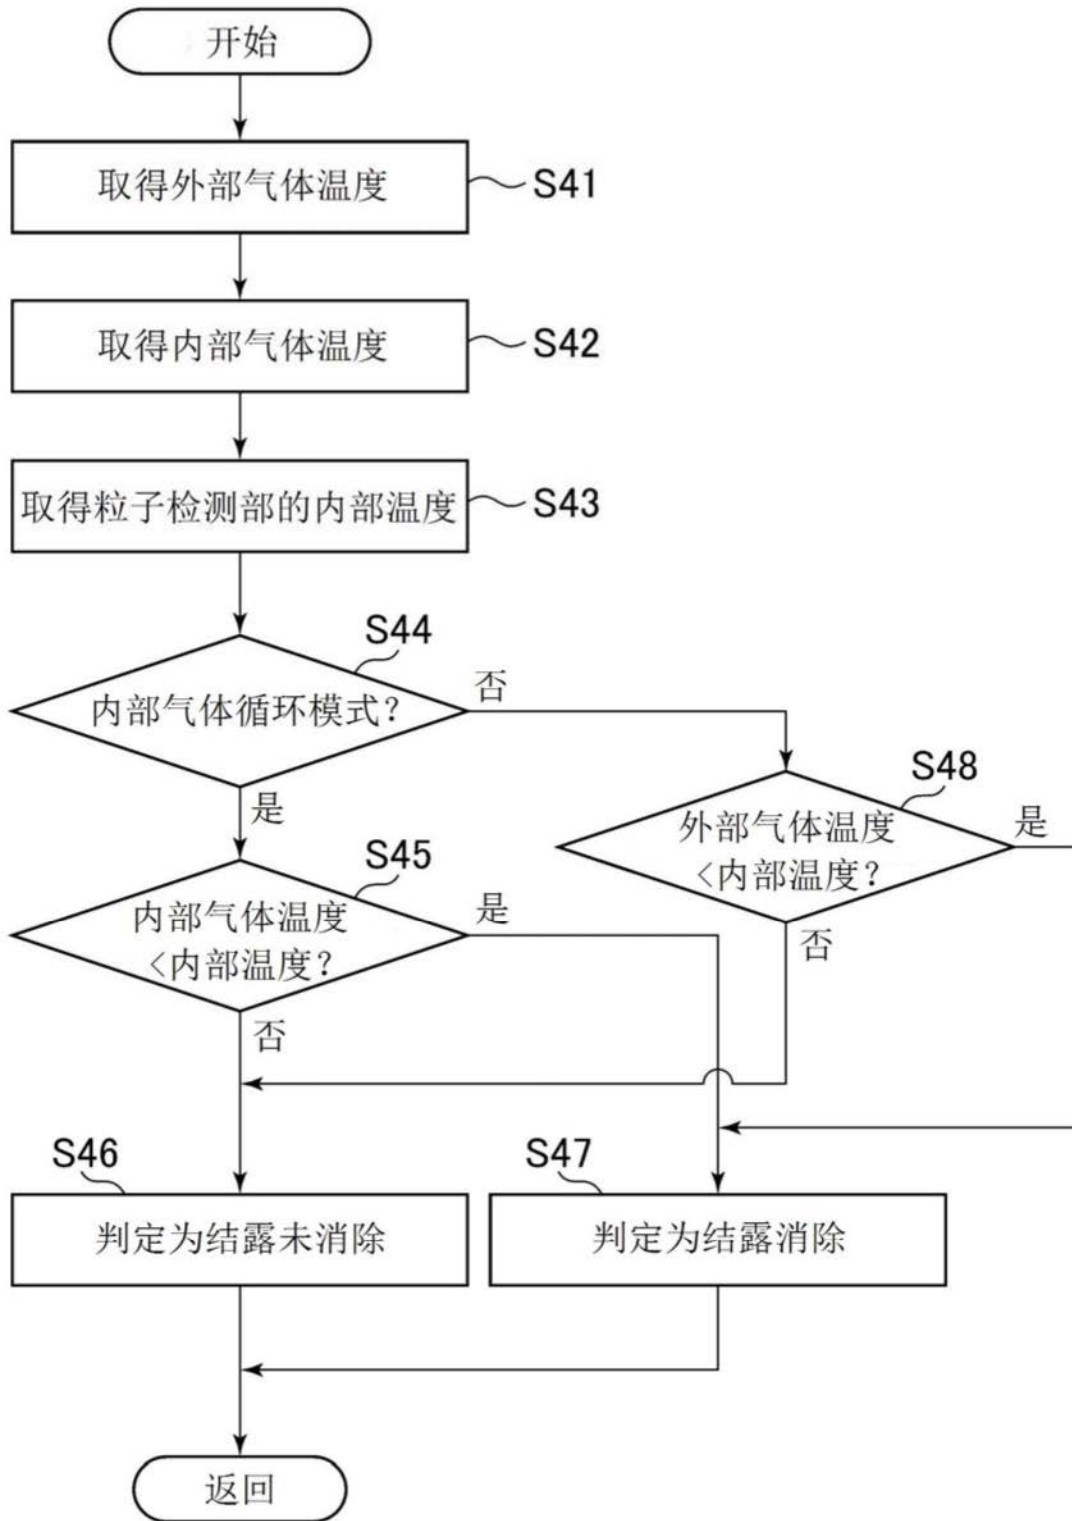 开始
取得外部气体温度
S41
取得内部气体温度
S42
取得粒子检测部的内部温度
S43
S44
内部气体循环模式?
否
是
S48
外部气体温度
<内部温度?
是
否
S45
内部气体温度
<内部温度?
是
否
S46
判定为结露未消除
S47
判定为结露消除
返回